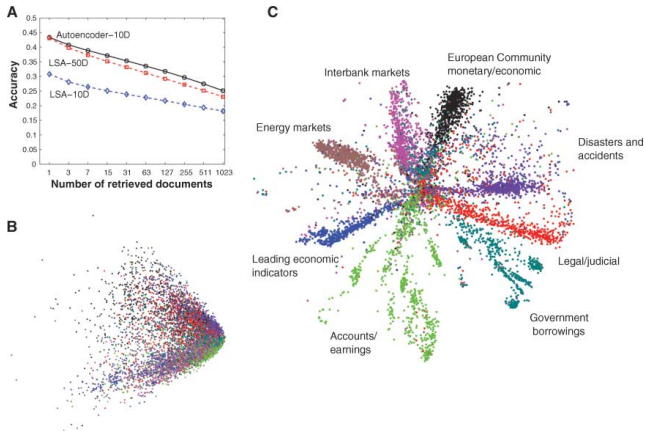 A
0.5
0.45
0.4
0.35
0.3
0.25
0.2
0.15
0.1
0.05
0
Accuracy
Autoencoder-10D
LSA-50D
LSA-10D
1 3 7 15 31 63 127 255 511 1023
Number of retrieved documents
B
C
European Community
monetary/economic
Interbank markets
Energy markets
Disasters and
accidents
Leading economic
indicators
Legal/judicial
Government
borrowings
Accounts/
earnings